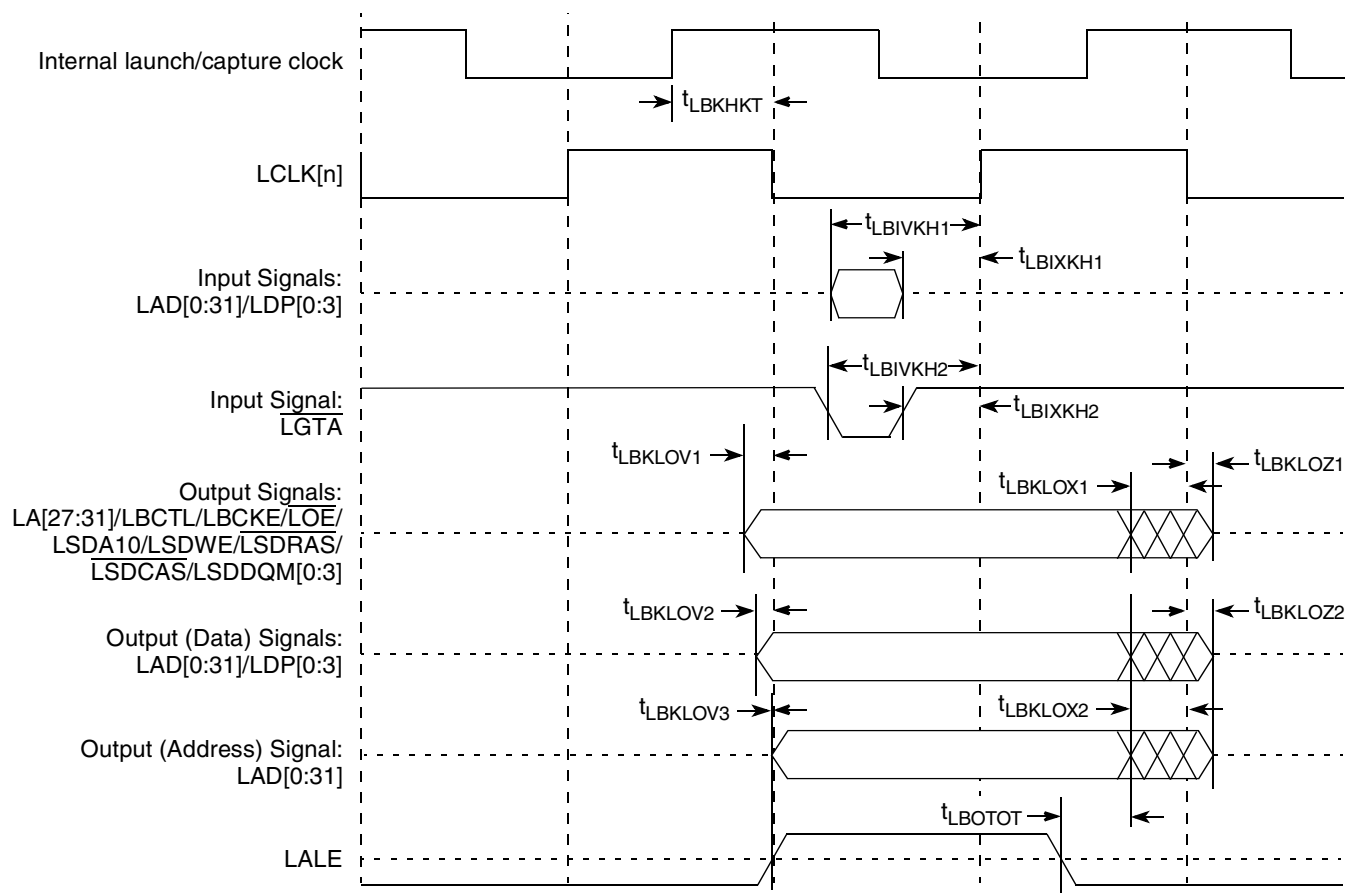 Internal launch/capture clock
tLBKHKT
LCLK[n]
tLBIVKH1
tLBIXKH1
Input Signals:
LAD[0:31]/LDP[0:3]
tLBIVKH2
Input Signal:
LGTA
tLBIXKH2
tLBKLOV1
tLBKLOZ1
tLBKLOX1
Output Signals:
LA[27:31]/LBCTL/LBCKE/LOE/
LSDA10/LSDWE/LSDRAS/
LSDCAS/LSDDQM[0:3]
tLBKLOV2
tLBKLOZ2
Output (Data) Signals:
LAD[0:31]/LDP[0:3]
tLBKLOV3
tLBKLOX2
Output (Address) Signal:
LAD[0:31]
tLBOTOT
LALE